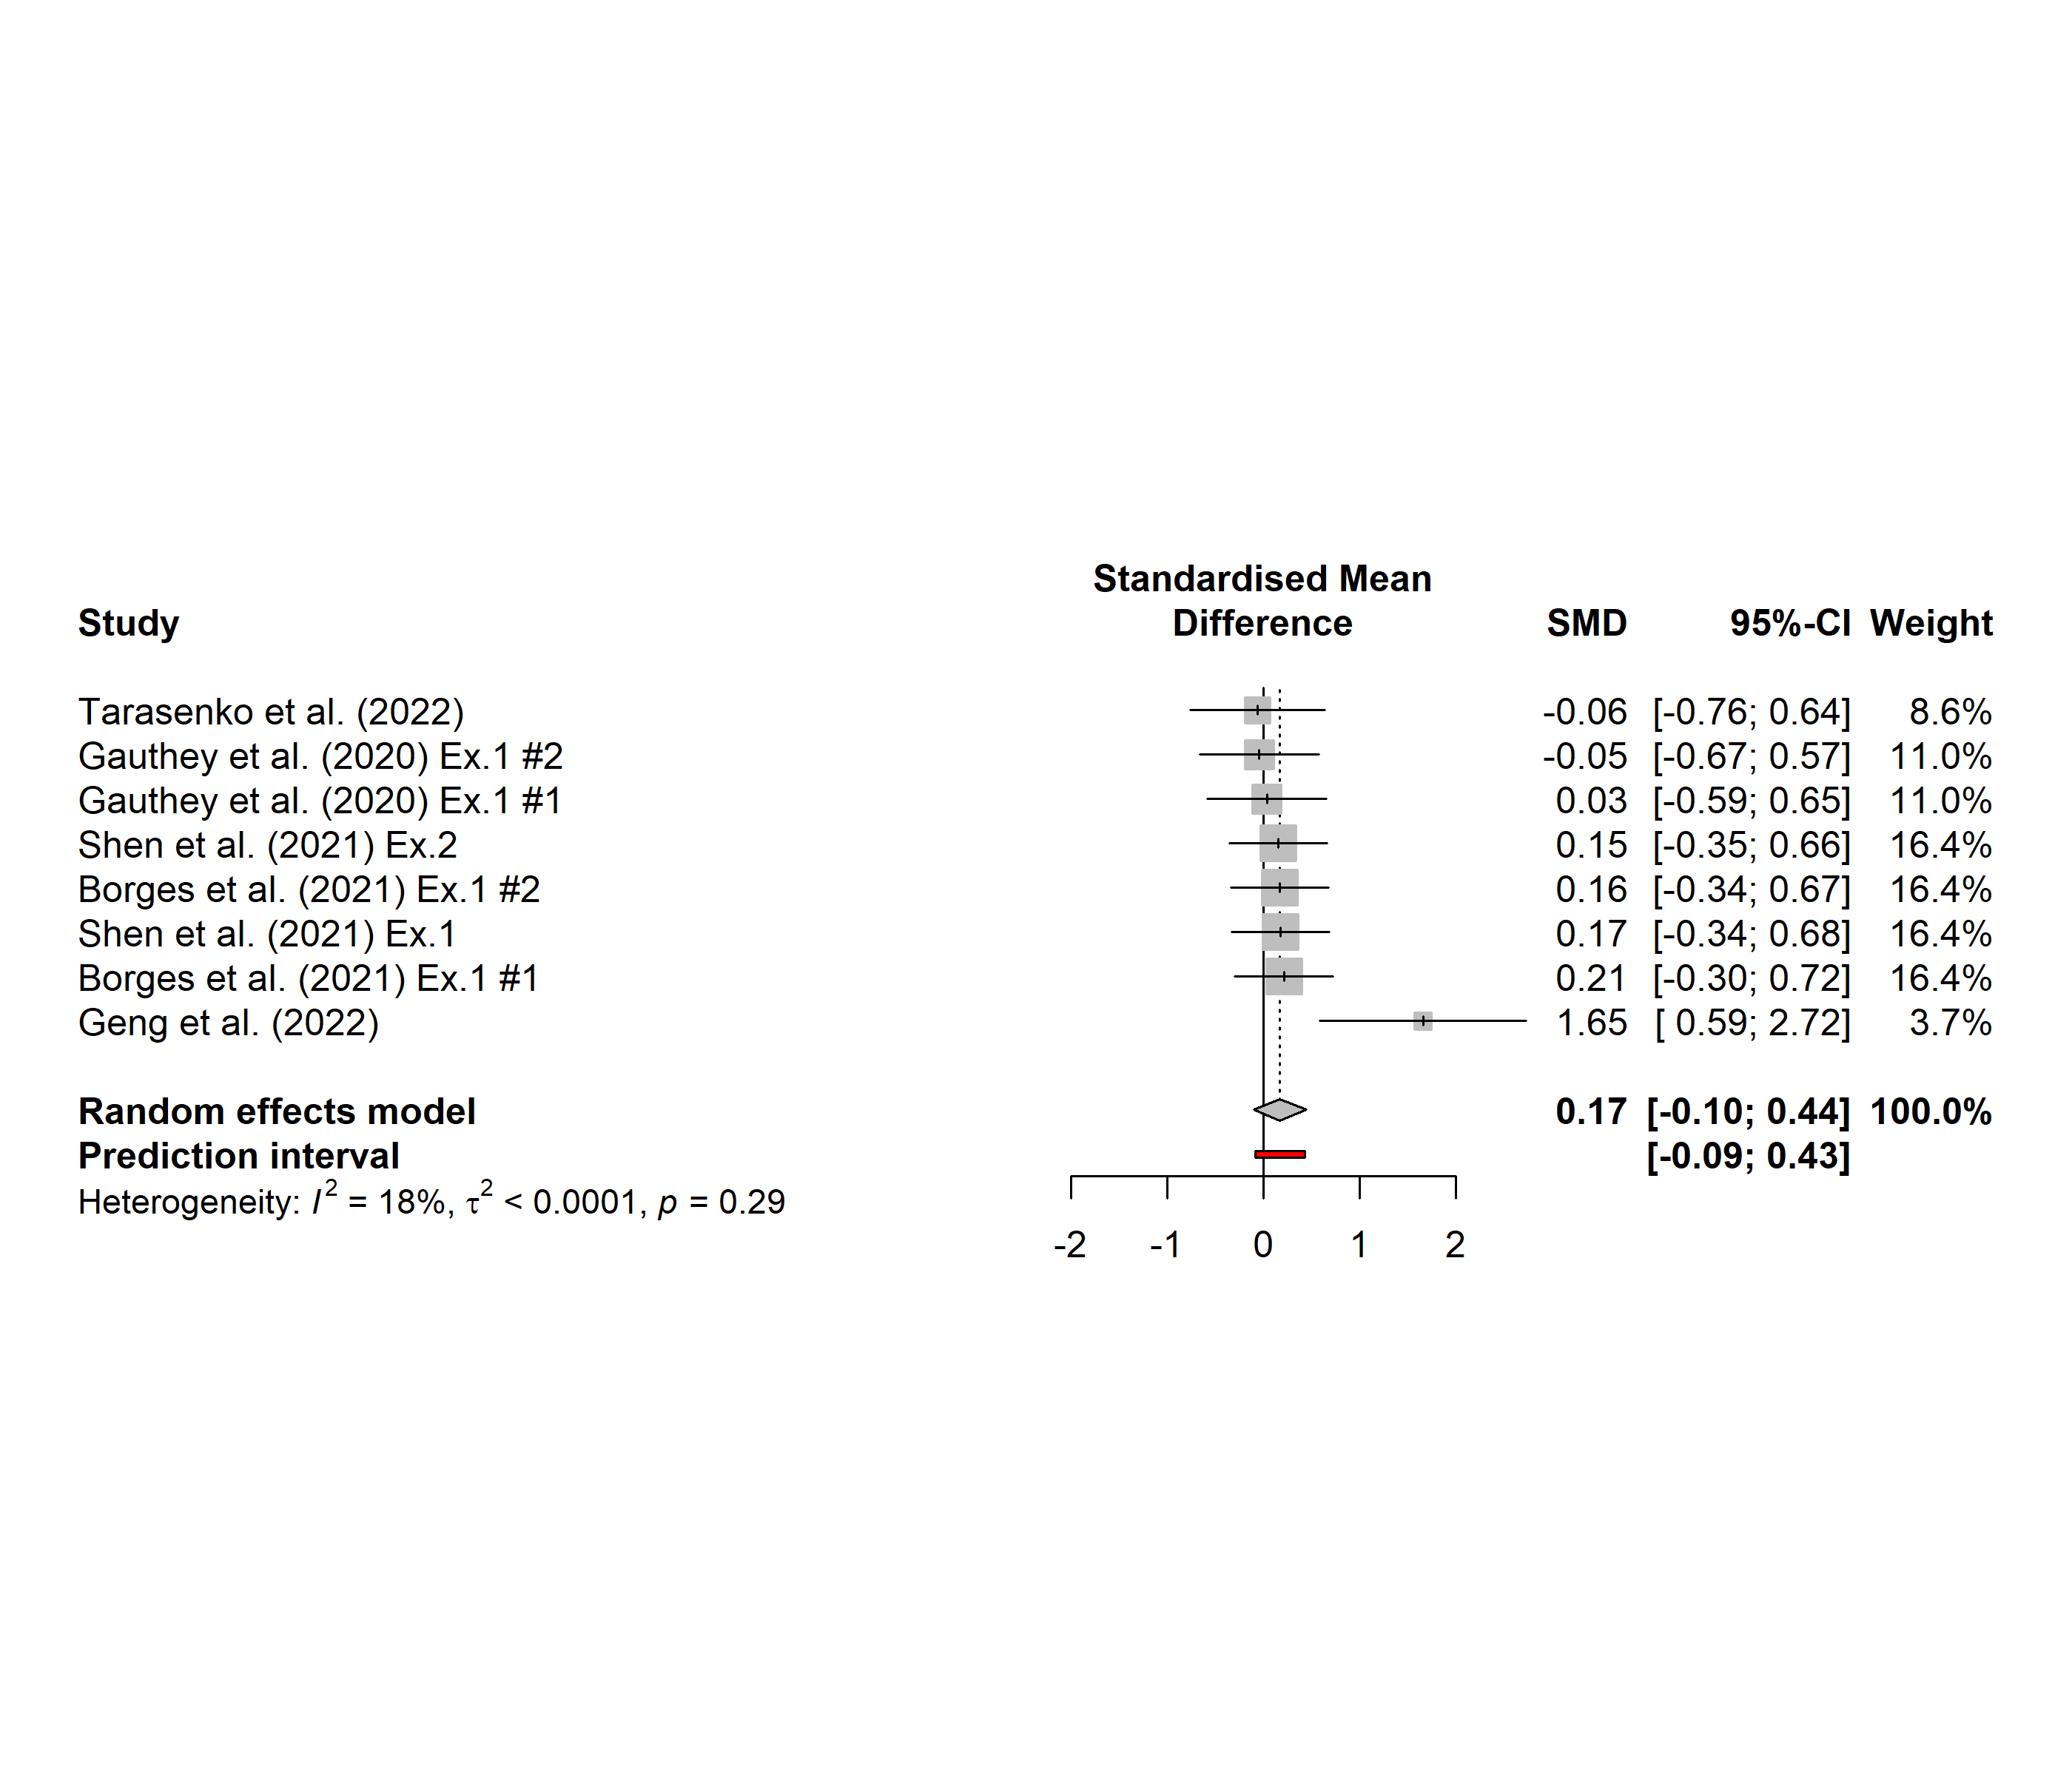 Standardised Mean
Study Difference SMD 95%-CI Weight
Tarasenko et al. (2022) -0.06 [-0.76; 0.64] 8.6%
Gauthey et al. (2020) Ex.1 #2 -0.05 [-0.67; 0.57] 11.0%
Gauthey et al. (2020) Ex.1 #1 0.03 [-0.59; 0.65] 11.0%
Shen et al. (2021) Ex.2 0.15 [-0.35; 0.66] 16.4%
Borges et al. (2021) Ex.1 #2 0.16 [-0.34; 0.67] 16.4%
Shen et al. (2021) Ex.1 0.17 [-0.34; 0.68] 16.4%
Borges et al. (2021) Ex.1 #1 0.21 [-0.30; 0.72] 16.4%
Geng et al. (2022) 1.65 [ 0.59; 2.72] 3.7%
Random effects model 0.17 [-0.10; 0.44] 100.0%
Prediction interval [-0.09; 0.43]
Heterogeneity: I² = 18%, τ² < 0.0001, p = 0.29
-2 -1 0 1 2